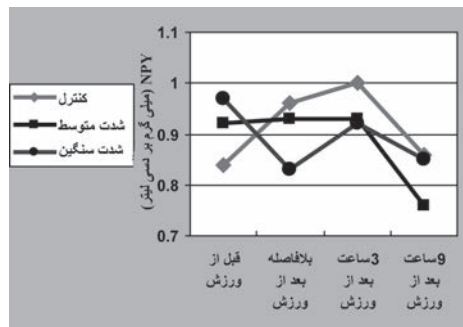 1.1
1
0.9
0.8
0.7
NPY (میلی گرم بر دسی لیتر)
کنترل
شدت متوسط
شدت سنگین
قبل از
ورزش
بلافاصله
بعد از
ورزش
3ساعت
بعد از
ورزش
9ساعت
بعد از
ورزش